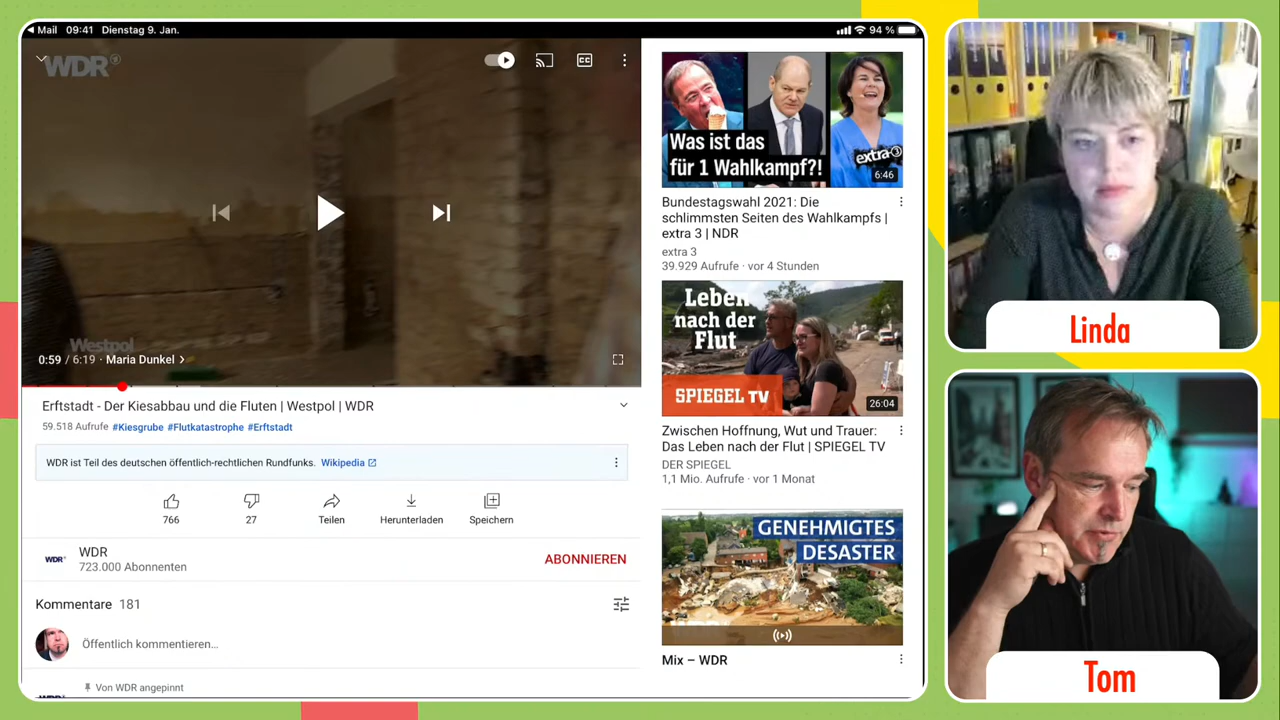 Mail 09:41 Dienstag 9. Jan.
94 %
WDR
Westpol
0:59 / 6:19 · Maria Dunkel
Erftstadt - Der Kiesabbau und die Fluten | Westpol | WDR
59.518 Aufrufe #Kiesgrube #Flutkatastrophe #Erftstadt
WDR ist Teil des deutschen öffentlich-rechtlichen Rundfunks. Wikipedia
766
27
Teilen
Herunterladen
Speichern
WDR
WDR
723.000 Abonnenten
ABONNIEREN
Kommentare 181
Öffentlich kommentieren...
Von WDR angepinnt
Was ist das
für 1 Wahlkampf?!
extra 3
6:46
Bundestagswahl 2021: Die
schlimmsten Seiten des Wahlkampfs |
extra 3 | NDR
extra 3
39.929 Aufrufe · vor 4 Stunden
Leben
nach der
Flut
SPIEGEL TV
26:04
Zwischen Hoffnung, Wut und Trauer:
Das Leben nach der Flut | SPIEGEL TV
DER SPIEGEL
1,1 Mio. Aufrufe · vor 1 Monat
GENEHMIGTES
DESASTER
Mix – WDR
Linda
Tom